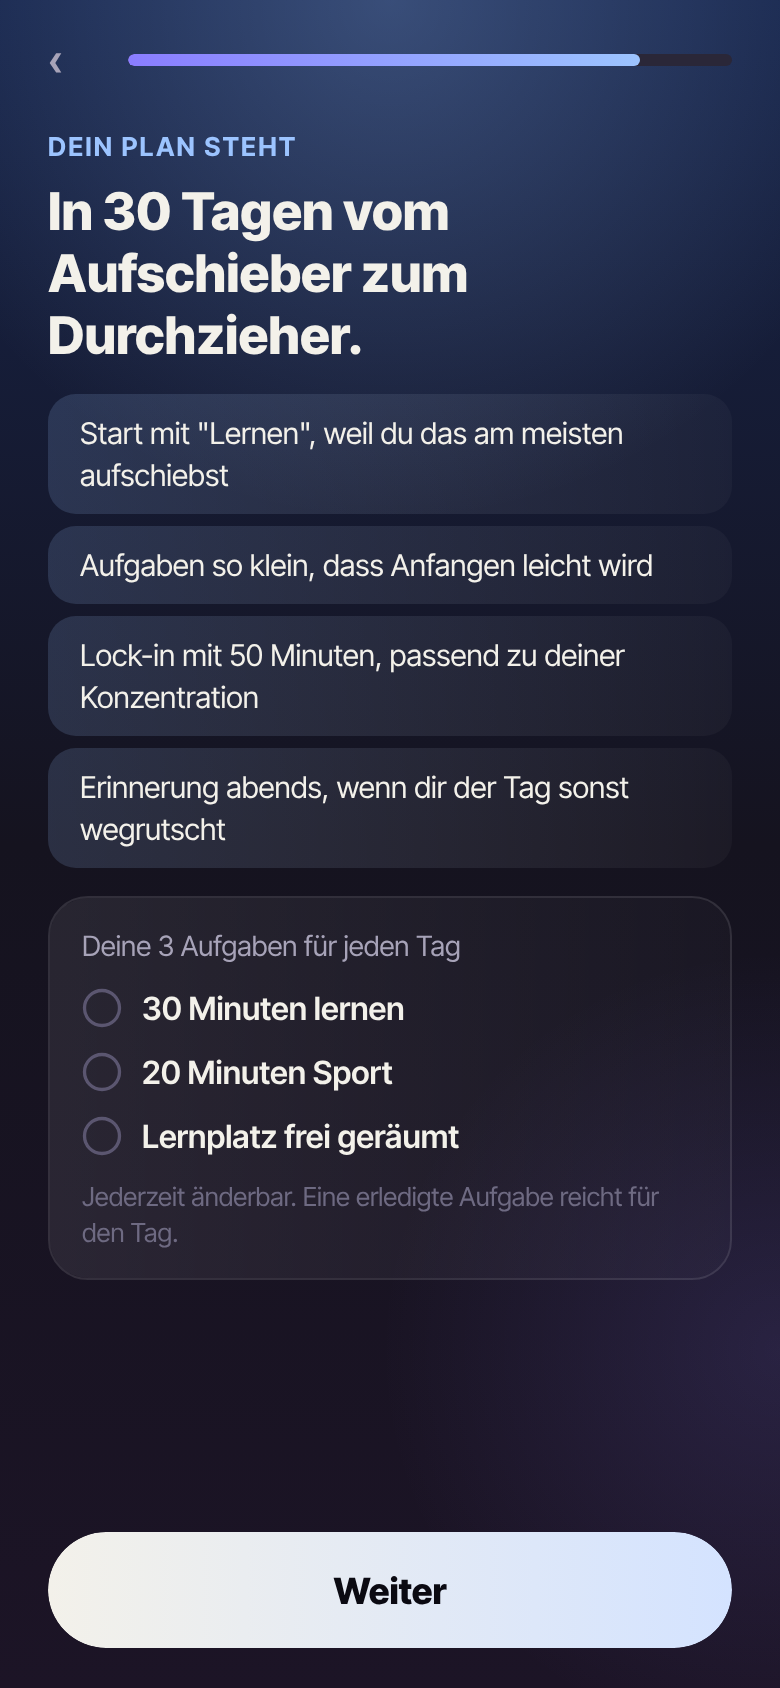 DEIN PLAN STEHT
In 30 Tagen vom
Aufschieber zum
Durchzieher.
Start mit "Lernen", weil du das am meisten
aufschiebst
Aufgaben so klein, dass Anfangen leicht wird
Lock-in mit 50 Minuten, passend zu deiner
Konzentration
Erinnerung abends, wenn dir der Tag sonst
wegrutscht
Deine 3 Aufgaben für jeden Tag
30 Minuten lernen
20 Minuten Sport
Lernplatz frei geräumt
Jederzeit änderbar. Eine erledigte Aufgabe reicht für
den Tag.
Weiter